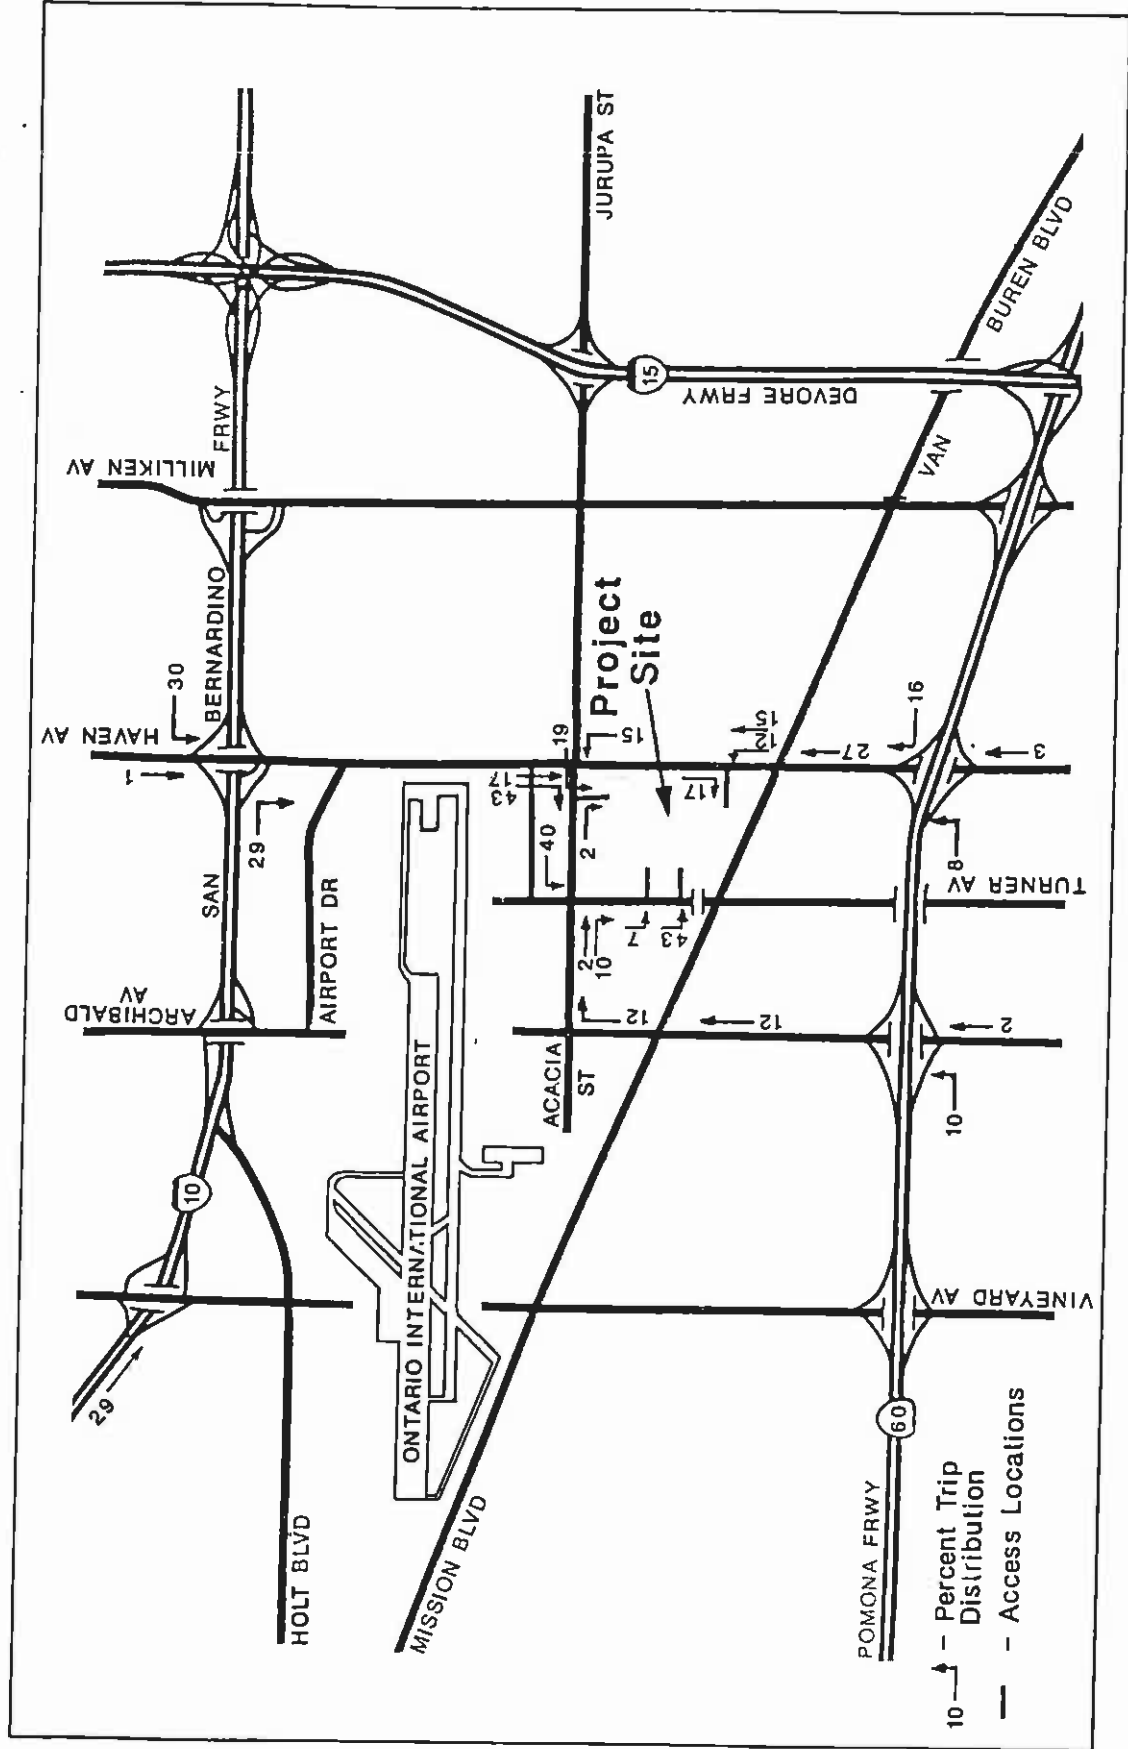 MILLIKEN AV
FRWY
BERNARDINO
SAN
HAVEN AV
ARCHIBALD
AV
AIRPORT DR
10
HOLT BLVD
30
1
29
29
ONTARIO INTERNATIONAL AIRPORT
JURUPA ST
15
DEVORE FRWY
BUREN BLVD
VAN
Project
Site
19
17
43
40
2
15
15
12
17
2
10
7
43
12
12
ACACIA
ST
MISSION BLVD
27
16
3
8
TURNER AV
2
10
VINEYARD AV
60
POMONA FRWY
10 – Percent Trip
Distribution
– Access Locations